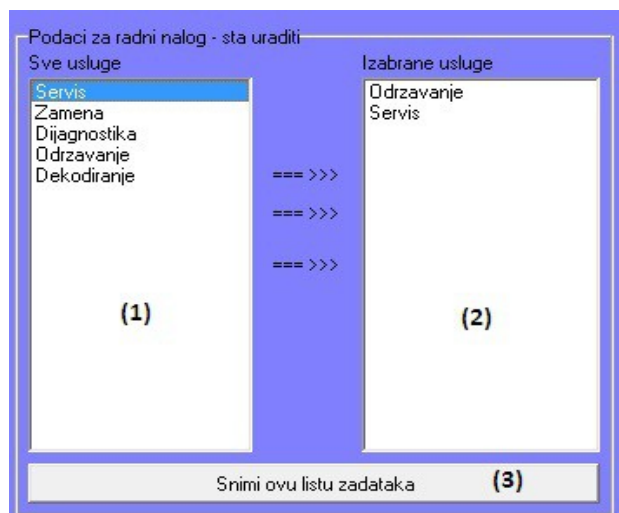 Podaci za radni nalog - sta uraditi
Sve usluge
Izabrane usluge
Servis
Zamena
Dijagnostika
Odrzavanje
Dekodiranje
=== >>>
=== >>>
=== >>>
Odrzavanje
Servis
(1)
(2)
Snimi ovu listu zadataka
(3)